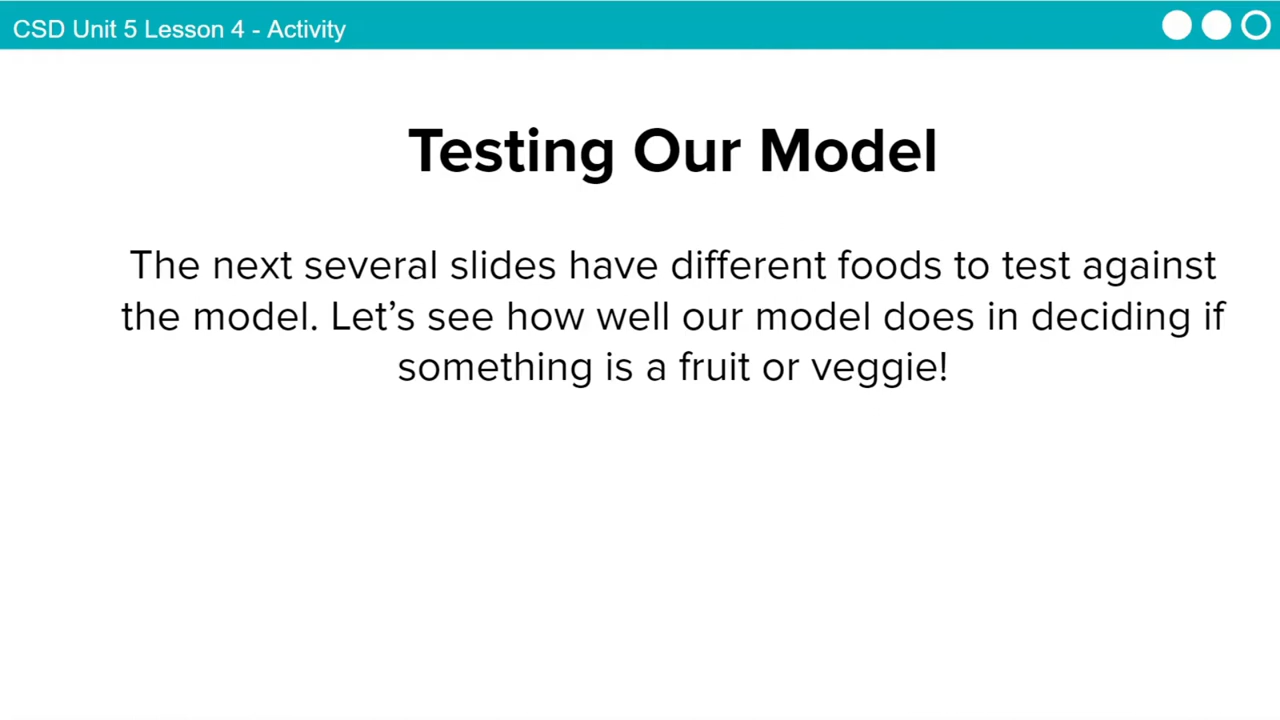 CSD Unit 5 Lesson 4 - Activity
Testing Our Model
The next several slides have different foods to test against
the model. Let’s see how well our model does in deciding if
something is a fruit or veggie!